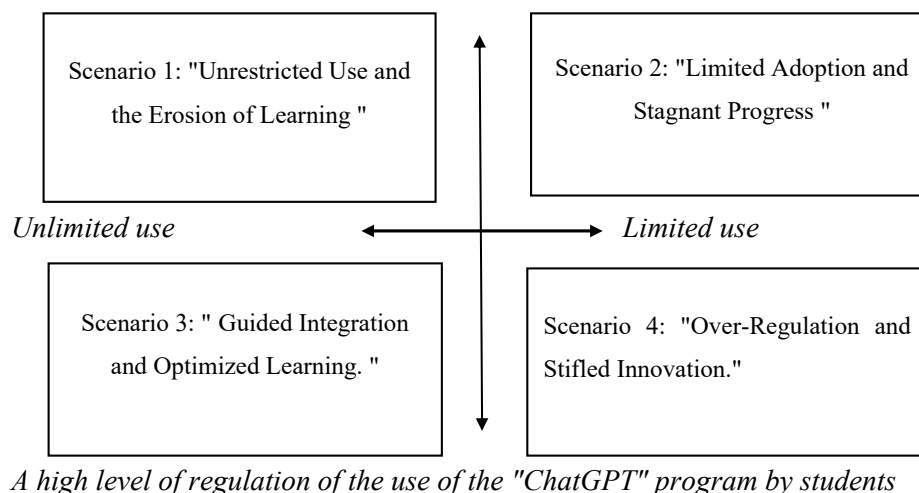 Scenario 1: "Unrestricted Use and
the Erosion of Learning "
Scenario 2: "Limited Adoption and
Stagnant Progress "
Unlimited use
Limited use
Scenario 3: " Guided Integration
and Optimized Learning. "
Scenario 4: "Over-Regulation and
Stifled Innovation."
A high level of regulation of the use of the "ChatGPT" program by students